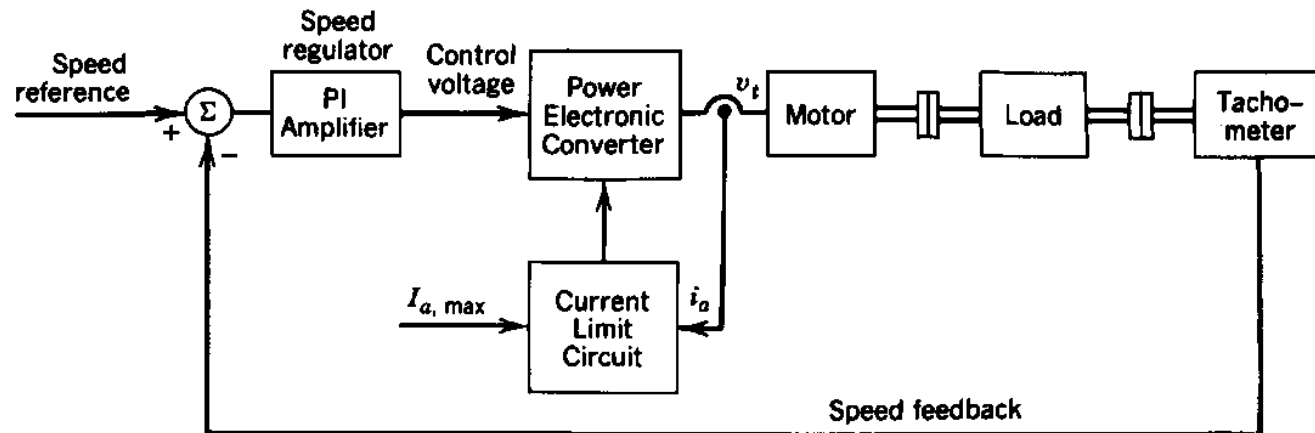 Speed
reference
+
Σ
−
Speed
regulator
PI
Amplifier
Control
voltage
Power
Electronic
Converter
v_t
Motor
Load
Tacho-
meter
I_{a, max}
Current
Limit
Circuit
i_a
Speed feedback